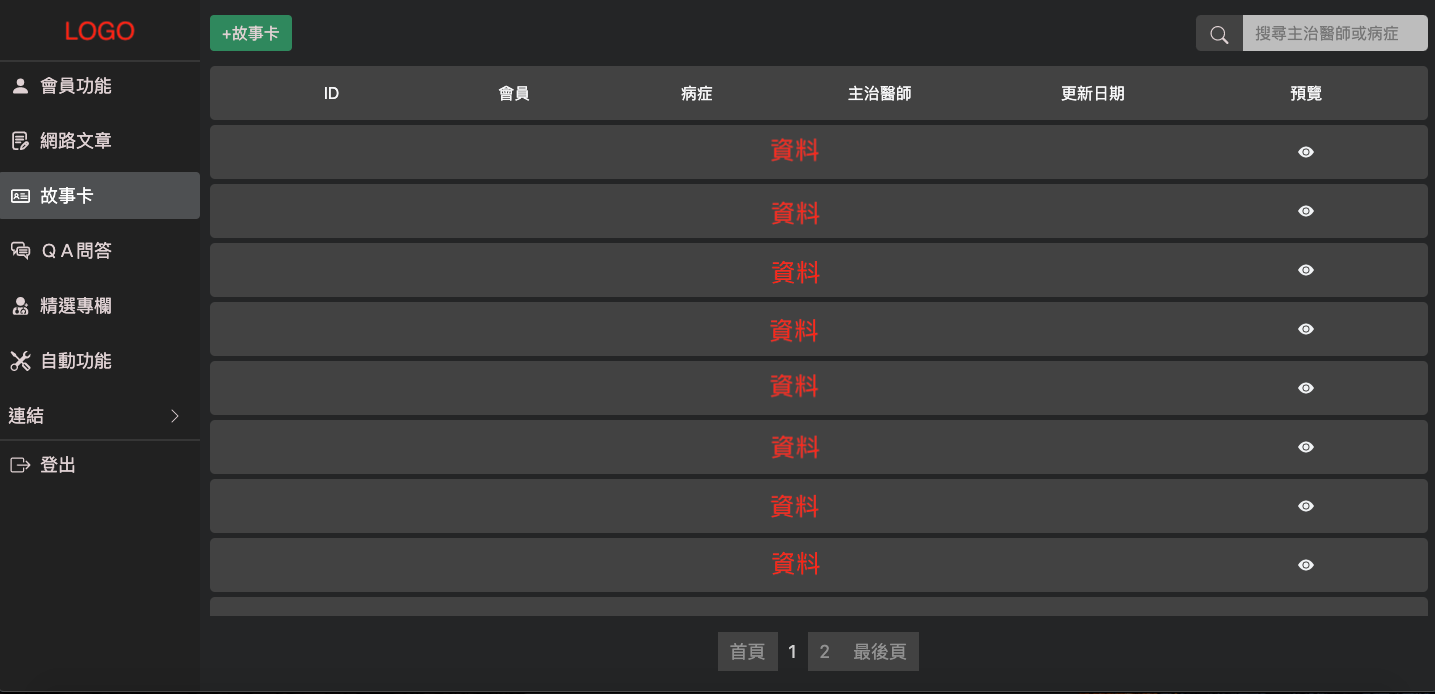 LOGO
會員功能
網路文章
故事卡
ＱＡ問答
精選專欄
自動功能
連結
登出
+故事卡
搜尋主治醫師或病症
ID 會員 病症 主治醫師 更新日期 預覽
資料
資料
資料
資料
資料
資料
資料
資料
首頁 1 2 最後頁